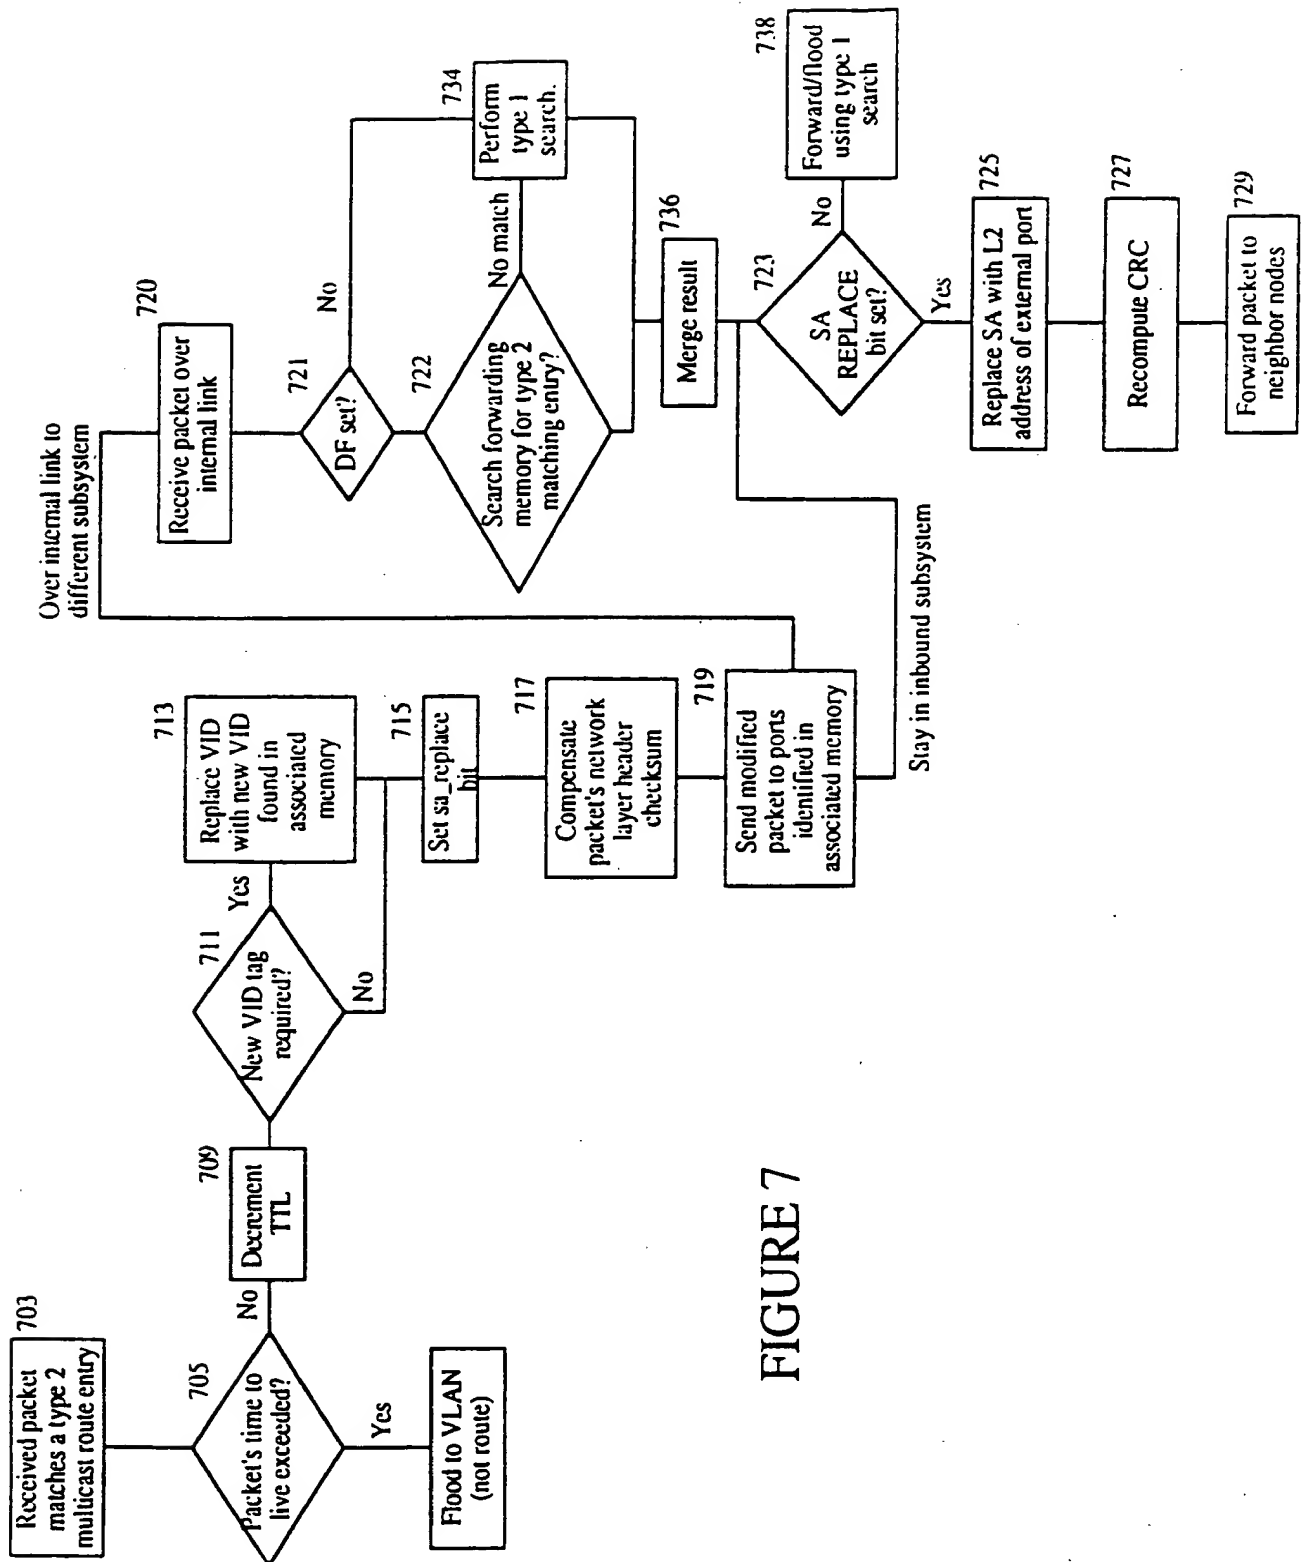 703
Received packet
matches a type 2
multicast route entry
705
Packet's time to
live exceeded?
Yes
Flood to VLAN
(not route)
No
709
Decrement
TTL
711
New VID tag
required?
Yes
No
713
Replace VID
with new VID
found in
associated
memory
715
Set sa_replace
bit
717
Compensate
packet's network
layer header
checksum
719
Send modified
packet to ports
identified in
associated memory
Over internal link to
different subsystem
Stay in inbound subsystem
720
Receive packet over
internal link
721
DF set?
No
722
Search forwarding
memory for type 2
matching entry?
No match
734
Perform
type 1
search.
736
Merge result
723
SA
REPLACE
bit set?
No
738
Forward/flood
using type 1
search
Yes
725
Replace SA with L2
address of external port
727
Recompute CRC
729
Forward packet to
neighbor nodes
FIGURE 7